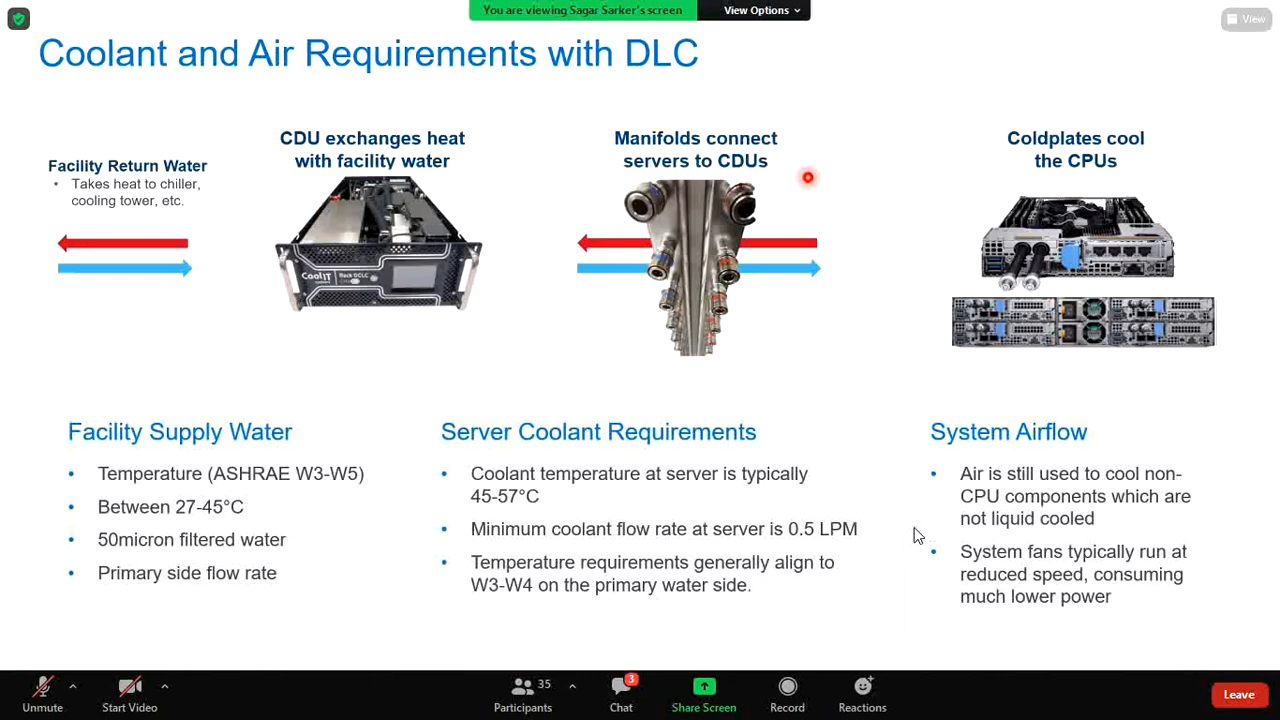 You are viewing Sagar Sarker's screen
View Options
View
Coolant and Air Requirements with DLC
Facility Return Water
• Takes heat to chiller,
cooling tower, etc.
CDU exchanges heat
with facility water
CoolIT
Rack DCLC
Manifolds connect
servers to CDUs
Coldplates cool
the CPUs
Facility Supply Water
• Temperature (ASHRAE W3-W5)
• Between 27-45°C
• 50micron filtered water
• Primary side flow rate
Server Coolant Requirements
• Coolant temperature at server is typically
45-57°C
• Minimum coolant flow rate at server is 0.5 LPM
• Temperature requirements generally align to
W3-W4 on the primary water side.
System Airflow
• Air is still used to cool non-
CPU components which are
not liquid cooled
• System fans typically run at
reduced speed, consuming
much lower power
Unmute
Start Video
35
Participants
3
Chat
Share Screen
Record
Reactions
Leave